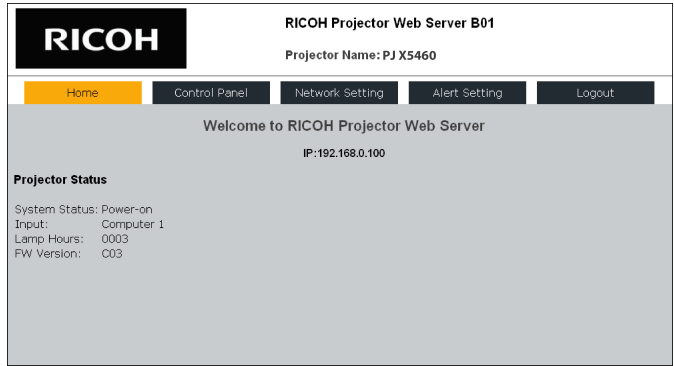 RICOH
RICOH Projector Web Server B01
Projector Name: PJ X5460
Home Control Panel Network Setting Alert Setting Logout
Welcome to RICOH Projector Web Server
IP:192.168.0.100
Projector Status
System Status: Power-on
Input: Computer 1
Lamp Hours: 0003
FW Version: C03